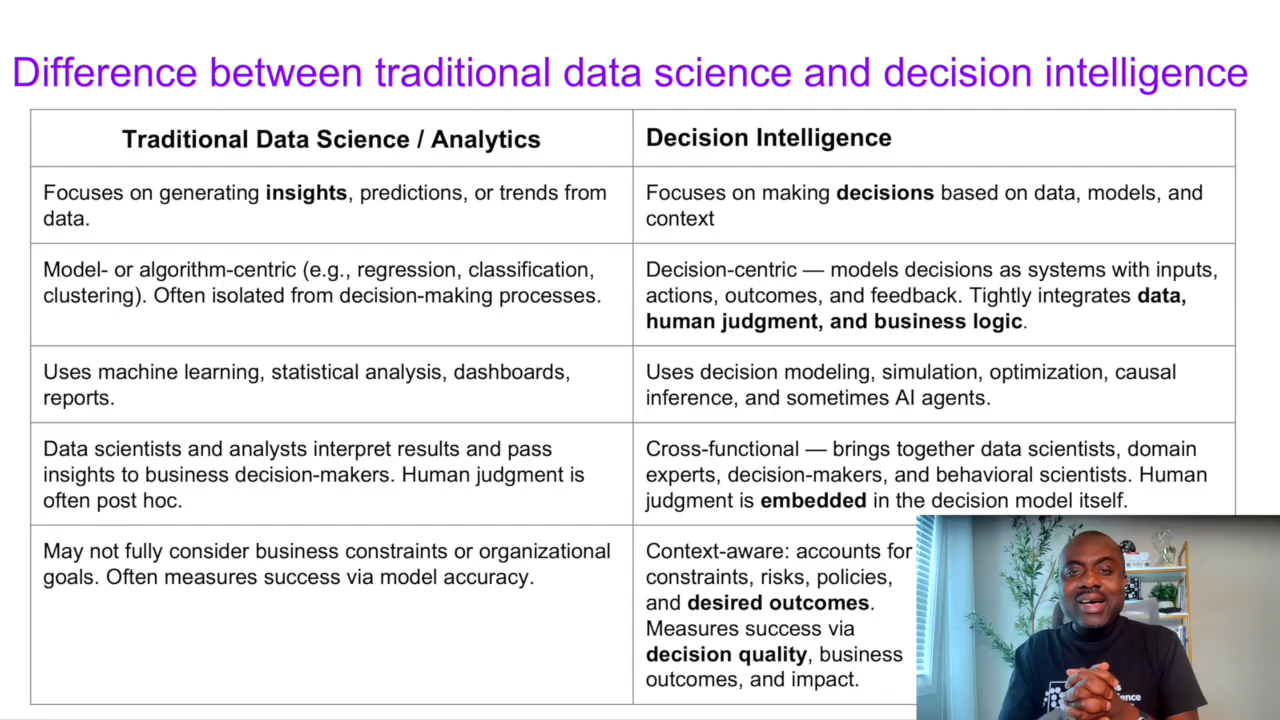 Difference between traditional data science and decision intelligence
Traditional Data Science / Analytics
Decision Intelligence
Focuses on generating insights, predictions, or trends from
data.
Focuses on making decisions based on data, models, and
context
Model- or algorithm-centric (e.g., regression, classification,
clustering). Often isolated from decision-making processes.
Decision-centric — models decisions as systems with inputs,
actions, outcomes, and feedback. Tightly integrates data,
human judgment, and business logic.
Uses machine learning, statistical analysis, dashboards,
reports.
Uses decision modeling, simulation, optimization, causal
inference, and sometimes AI agents.
Data scientists and analysts interpret results and pass
insights to business decision-makers. Human judgment is
often post hoc.
Cross-functional — brings together data scientists, domain
experts, decision-makers, and behavioral scientists. Human
judgment is embedded in the decision model itself.
May not fully consider business constraints or organizational
goals. Often measures success via model accuracy.
Context-aware: accounts for
constraints, risks, policies,
and desired outcomes.
Measures success via
decision quality, business
outcomes, and impact.